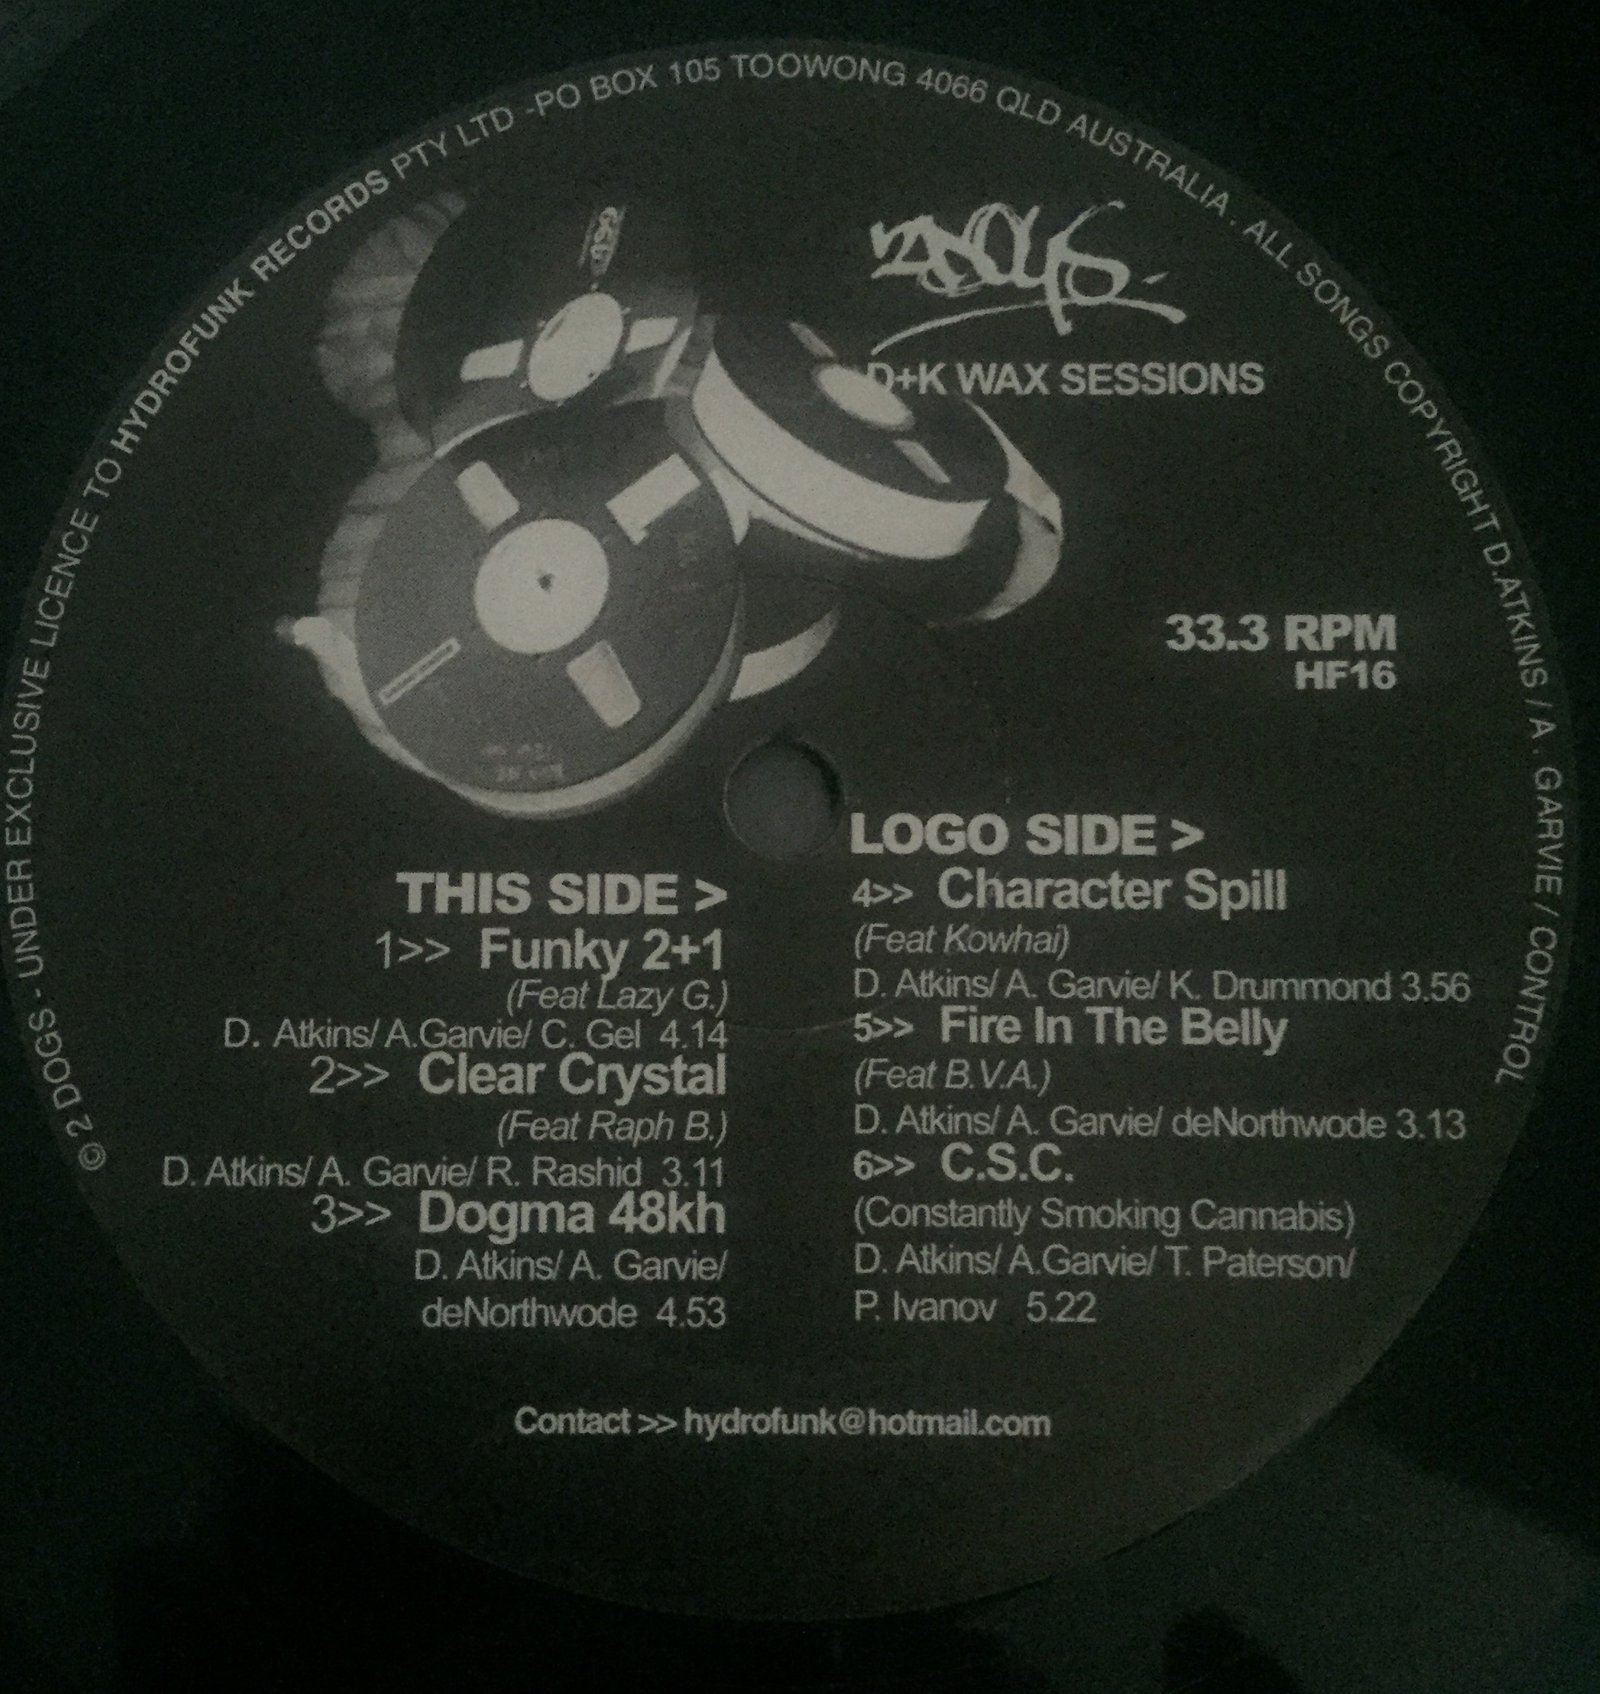 © 2 DOGS - UNDER EXCLUSIVE LICENCE TO HYDROFUNK RECORDS PTY LTD -PO BOX 105 TOOWONG 4066 QLD AUSTRALIA . ALL SONGS COPYRIGHT D.ATKINS / A . GARVIE / CONTROL
2DOGS
D+K WAX SESSIONS
33.3 RPM
HF16
THIS SIDE >
1>> Funky 2+1
(Feat Lazy G.)
D. Atkins/ A.Garvie/ C. Gel 4.14
2>> Clear Crystal
(Feat Raph B.)
D. Atkins/ A. Garvie/ R. Rashid 3.11
3>> Dogma 48kh
D. Atkins/ A. Garvie/
deNorthwode 4.53
LOGO SIDE >
4>> Character Spill
(Feat Kowhai)
D. Atkins/ A. Garvie/ K. Drummond 3.56
5>> Fire In The Belly
(Feat B.V.A.)
D. Atkins/ A. Garvie/ deNorthwode 3.13
6>> C.S.C.
(Constantly Smoking Cannabis)
D. Atkins/ A.Garvie/ T. Paterson/
P. Ivanov 5.22
Contact >> hydrofunk@hotmail.com